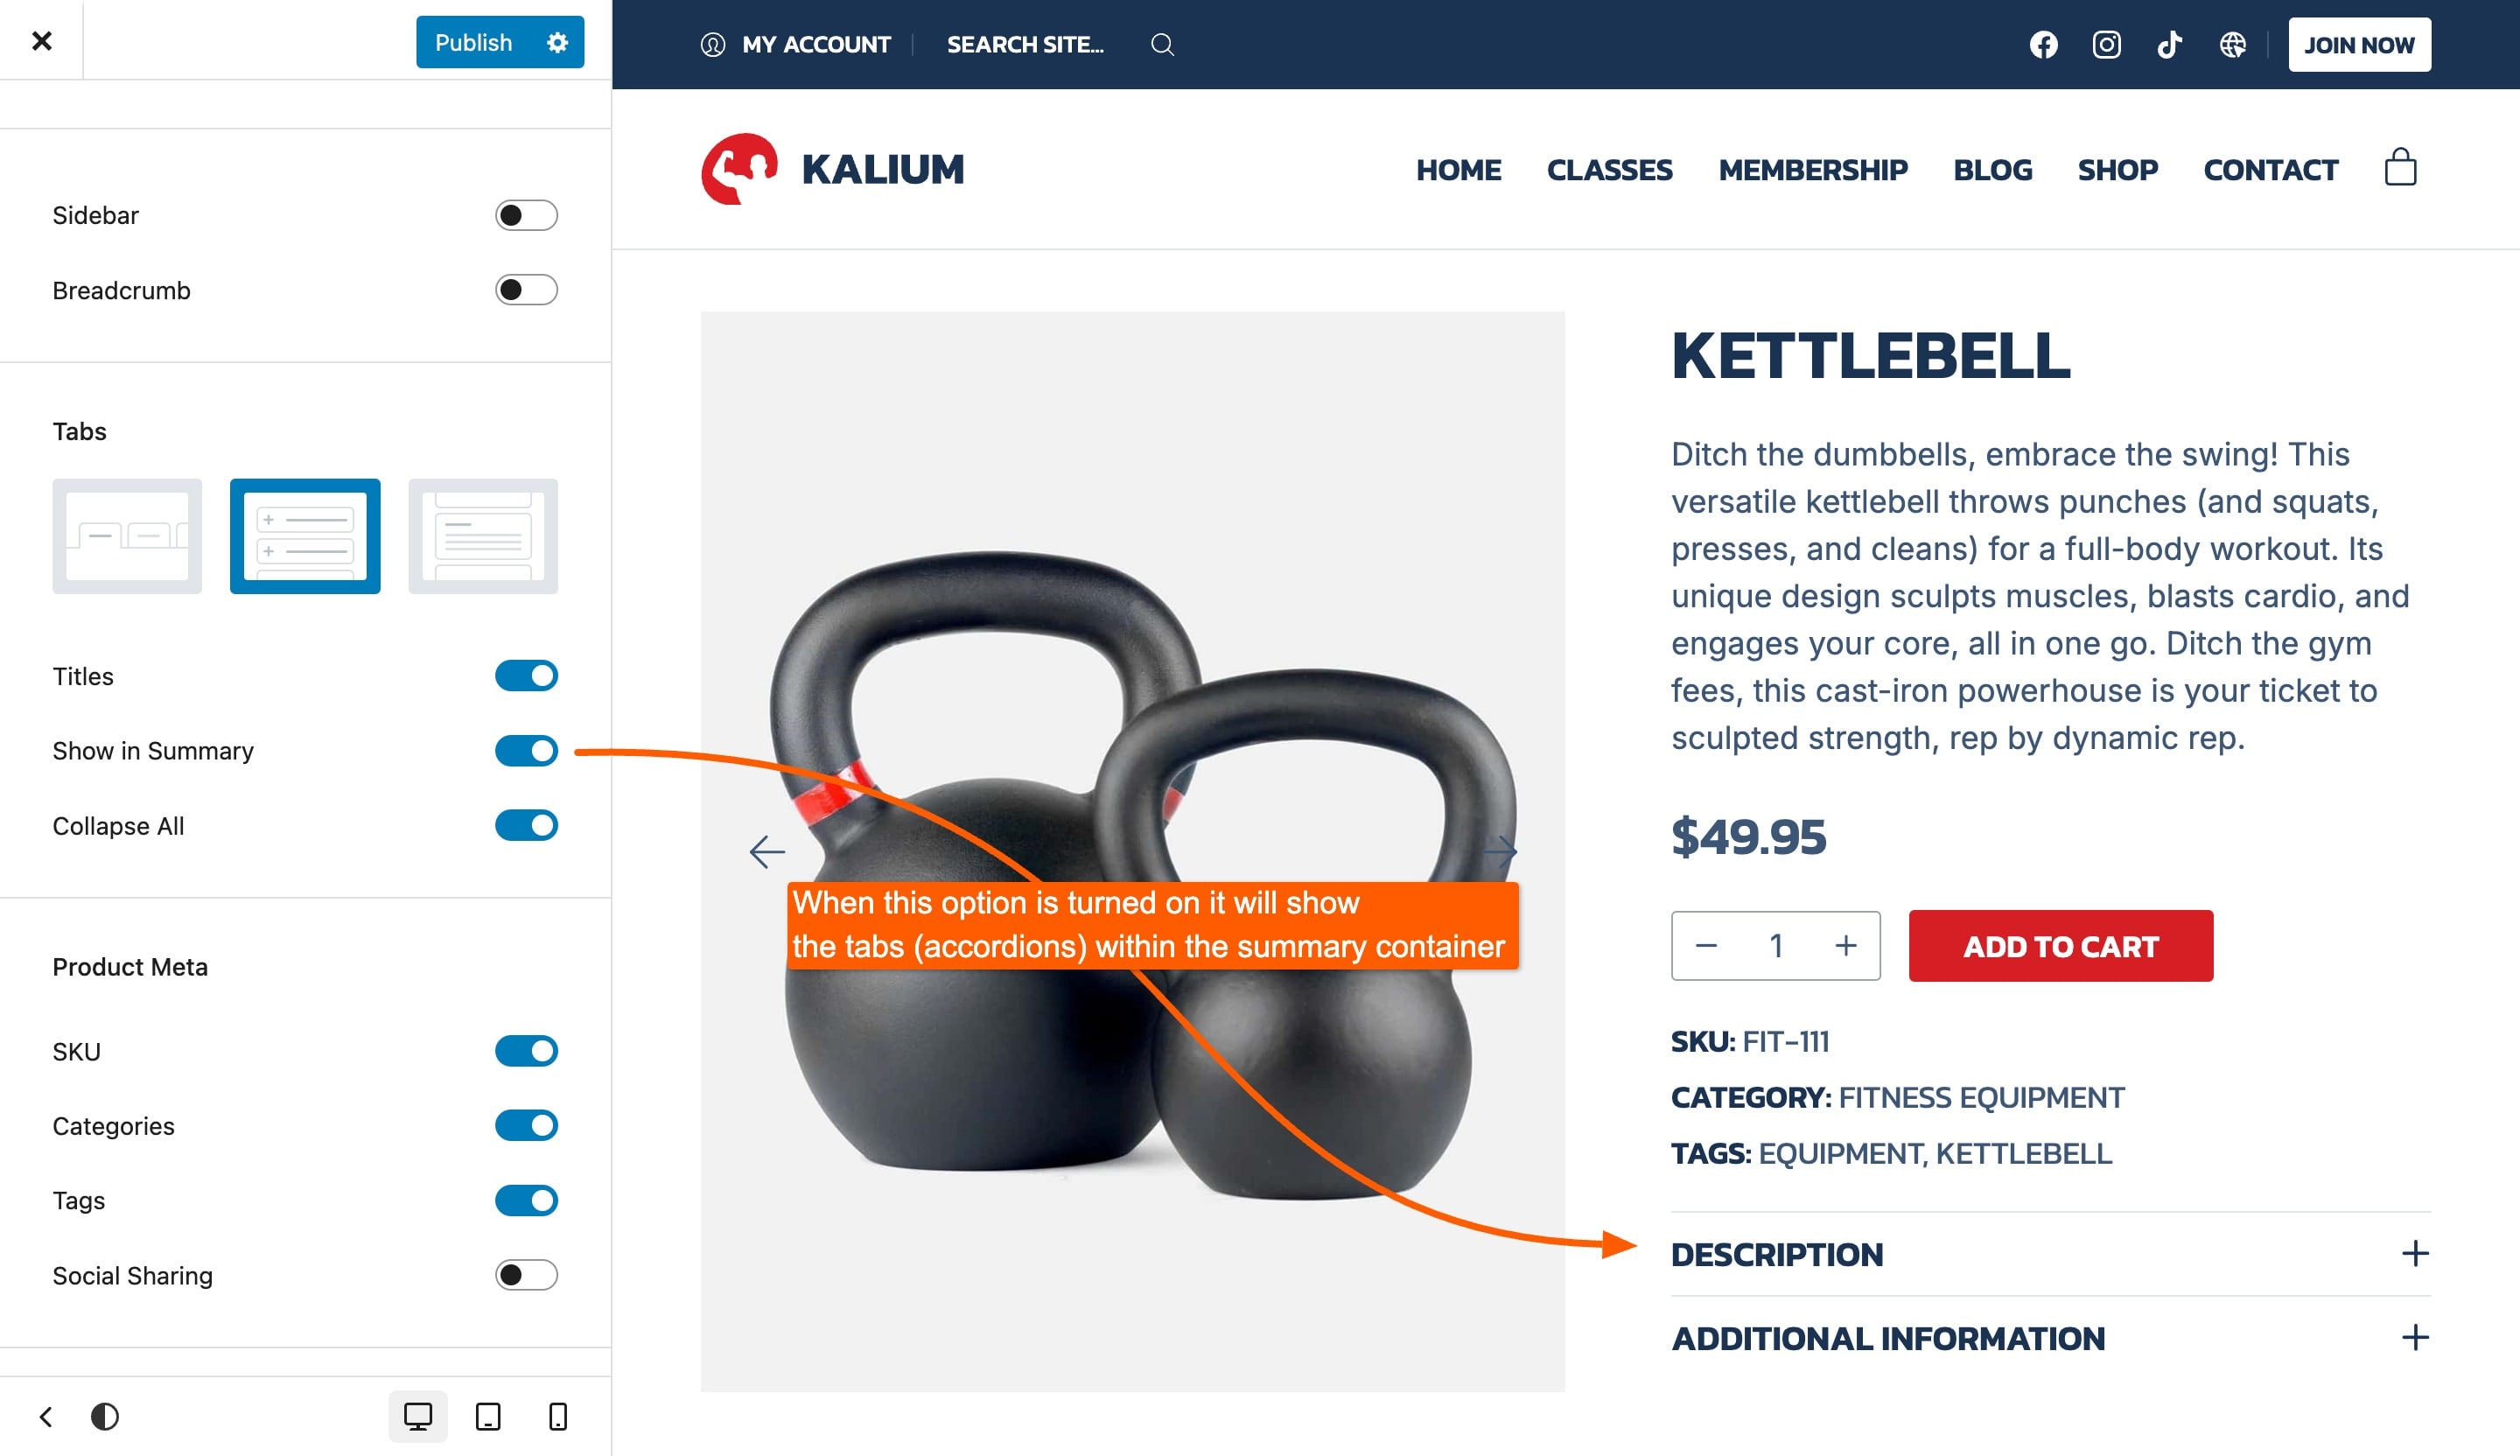 Publish
Sidebar
Breadcrumb
Tabs
Titles
Show in Summary
Collapse All
Product Meta
SKU
Categories
Tags
Social Sharing
MY ACCOUNT
SEARCH SITE...
JOIN NOW
KALIUM
HOME
CLASSES
MEMBERSHIP
BLOG
SHOP
CONTACT
When this option is turned on it will show
the tabs (accordions) within the summary container
KETTLEBELL
Ditch the dumbbells, embrace the swing! This
versatile kettlebell throws punches (and squats,
presses, and cleans) for a full-body workout. Its
unique design sculpts muscles, blasts cardio, and
engages your core, all in one go. Ditch the gym
fees, this cast-iron powerhouse is your ticket to
sculpted strength, rep by dynamic rep.
$49.95
− 1 +
ADD TO CART
SKU: FIT-111
CATEGORY: FITNESS EQUIPMENT
TAGS: EQUIPMENT, KETTLEBELL
DESCRIPTION +
ADDITIONAL INFORMATION +